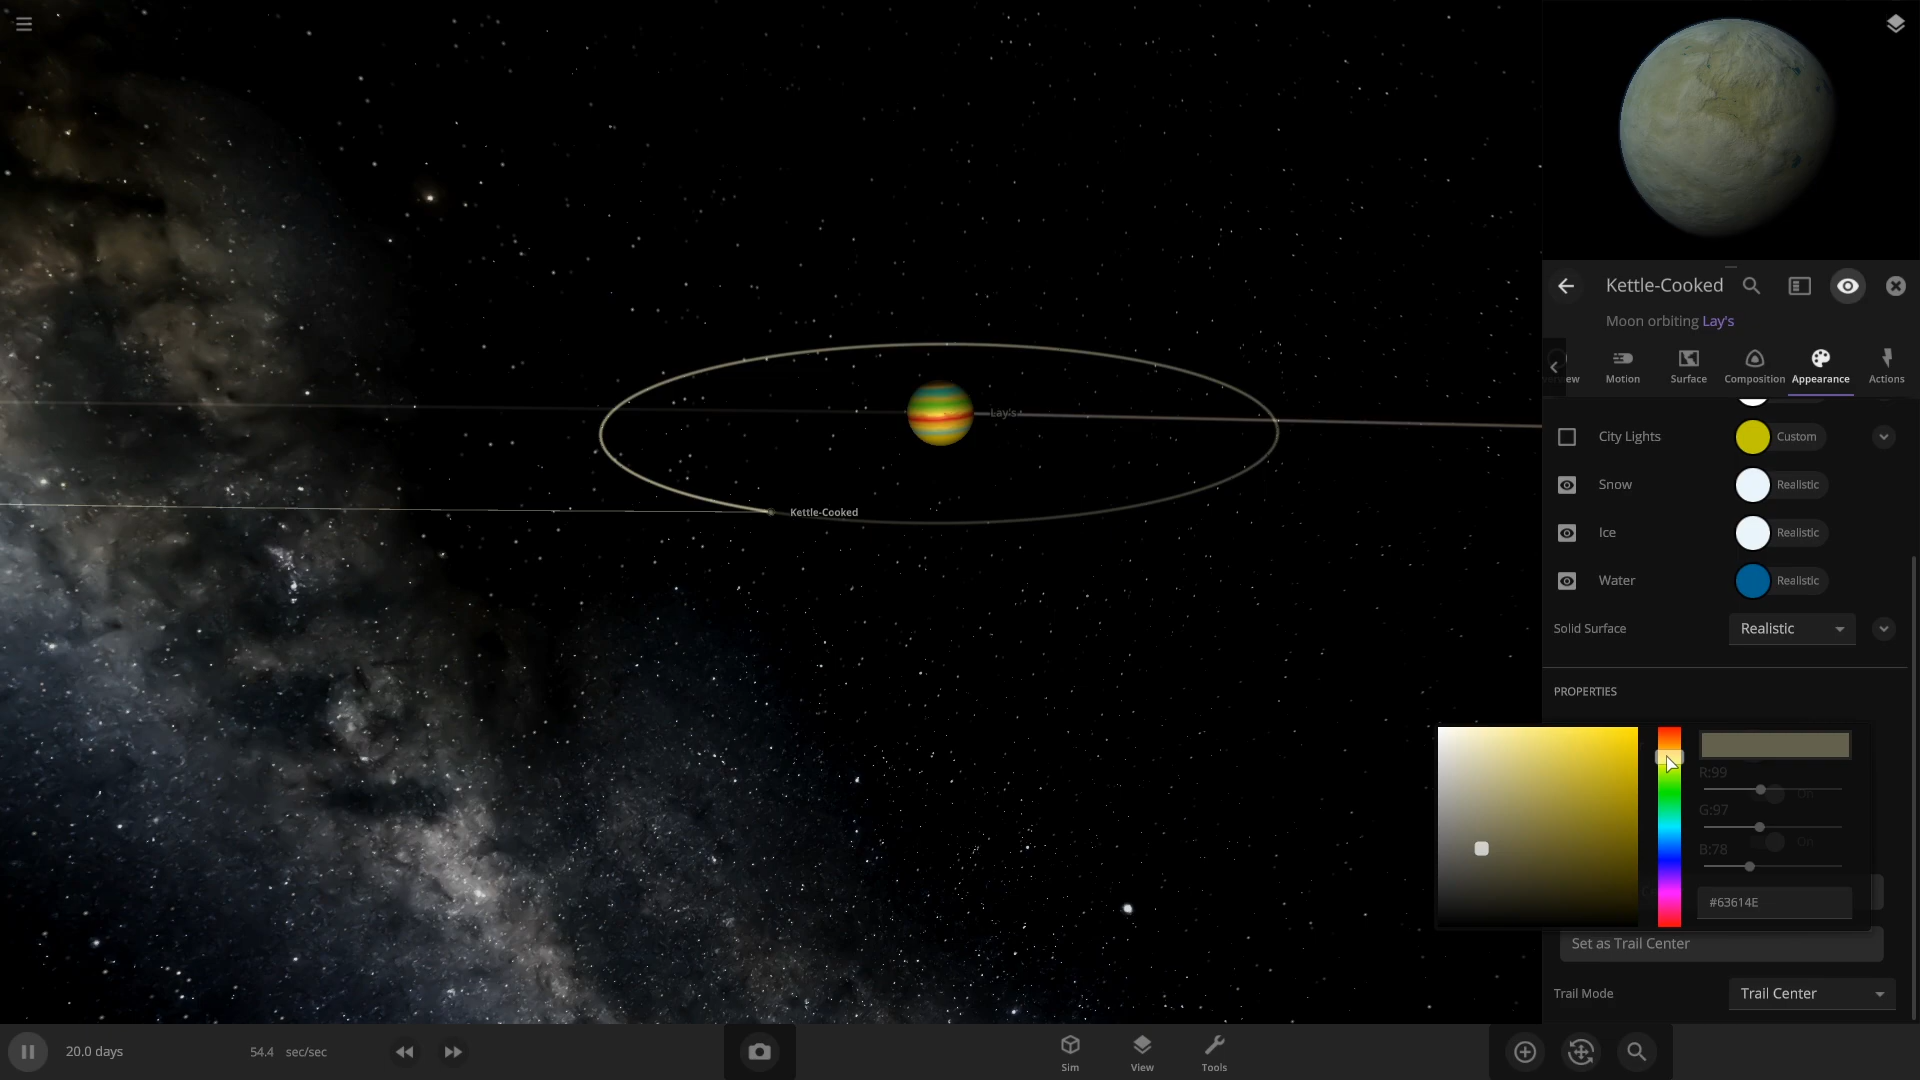 Kettle-Cooked
Moon orbiting Lay's
Motion
Surface
Composition
Appearance
Actions
Lay's
Kettle-Cooked
City Lights
Custom
Snow
Realistic
Ice
Realistic
Water
Realistic
Solid Surface
Realistic
PROPERTIES
R:99
On
G:97
On
B:78
#63614E
Set as Trail Center
Trail Mode
Trail Center
20.0 days
54.4 sec/sec
Sim
View
Tools